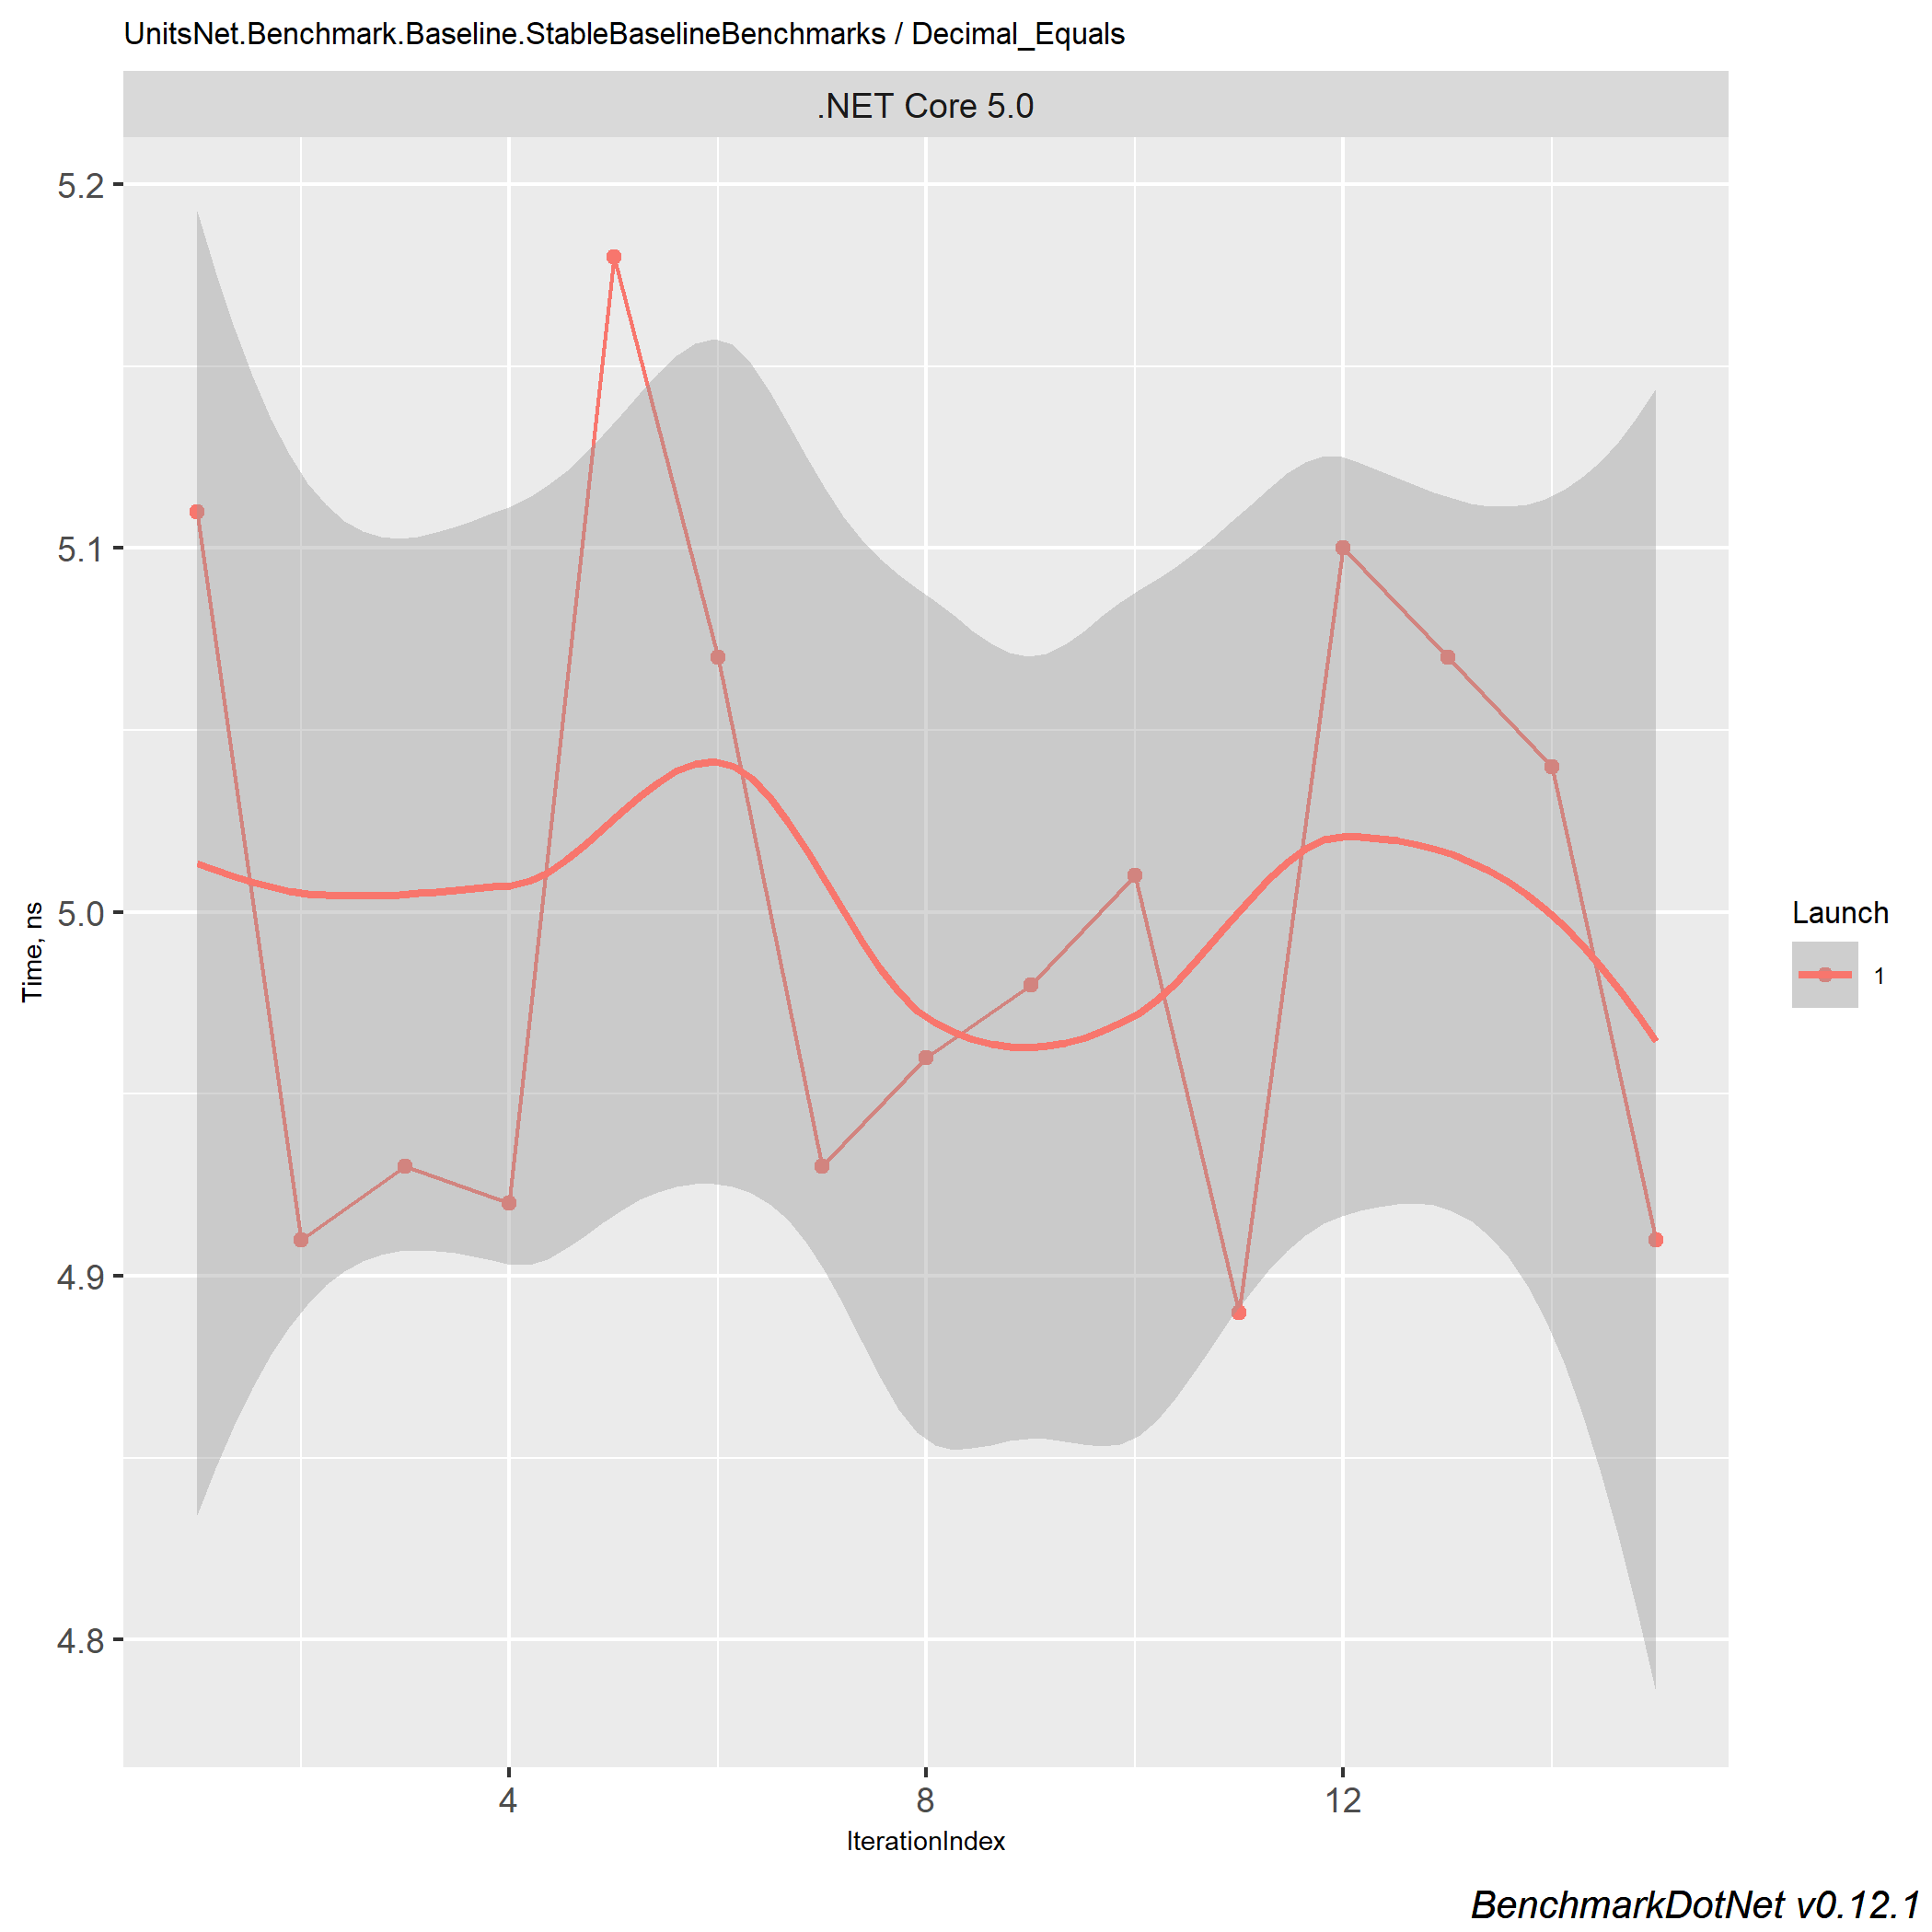 UnitsNet.Benchmark.Baseline.StableBaselineBenchmarks / Decimal_Equals
.NET Core 5.0
5.2
5.1
5.0
4.9
4.8
Time, ns
4
8
12
IterationIndex
Launch
1
BenchmarkDotNet v0.12.1